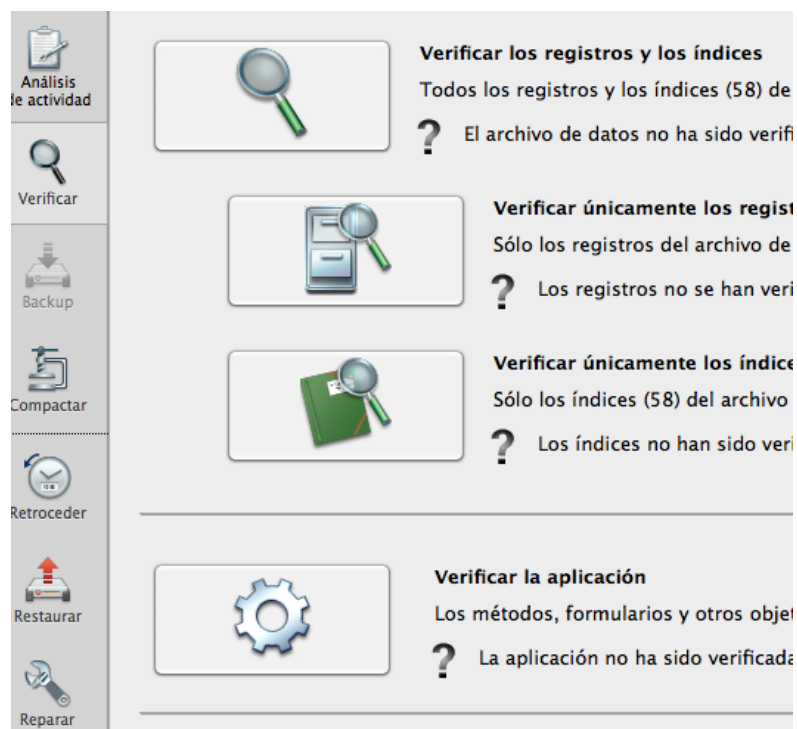 Análisis
de actividad
Verificar
Backup
Compactar
Retroceder
Restaurar
Reparar
Verificar los registros y los índices
Todos los registros y los índices (58) de
El archivo de datos no ha sido verifi
Verificar únicamente los regist
Sólo los registros del archivo de
Los registros no se han veri
Verificar únicamente los índice
Sólo los índices (58) del archivo
Los índices no han sido veri
Verificar la aplicación
Los métodos, formularios y otros objet
La aplicación no ha sido verificada